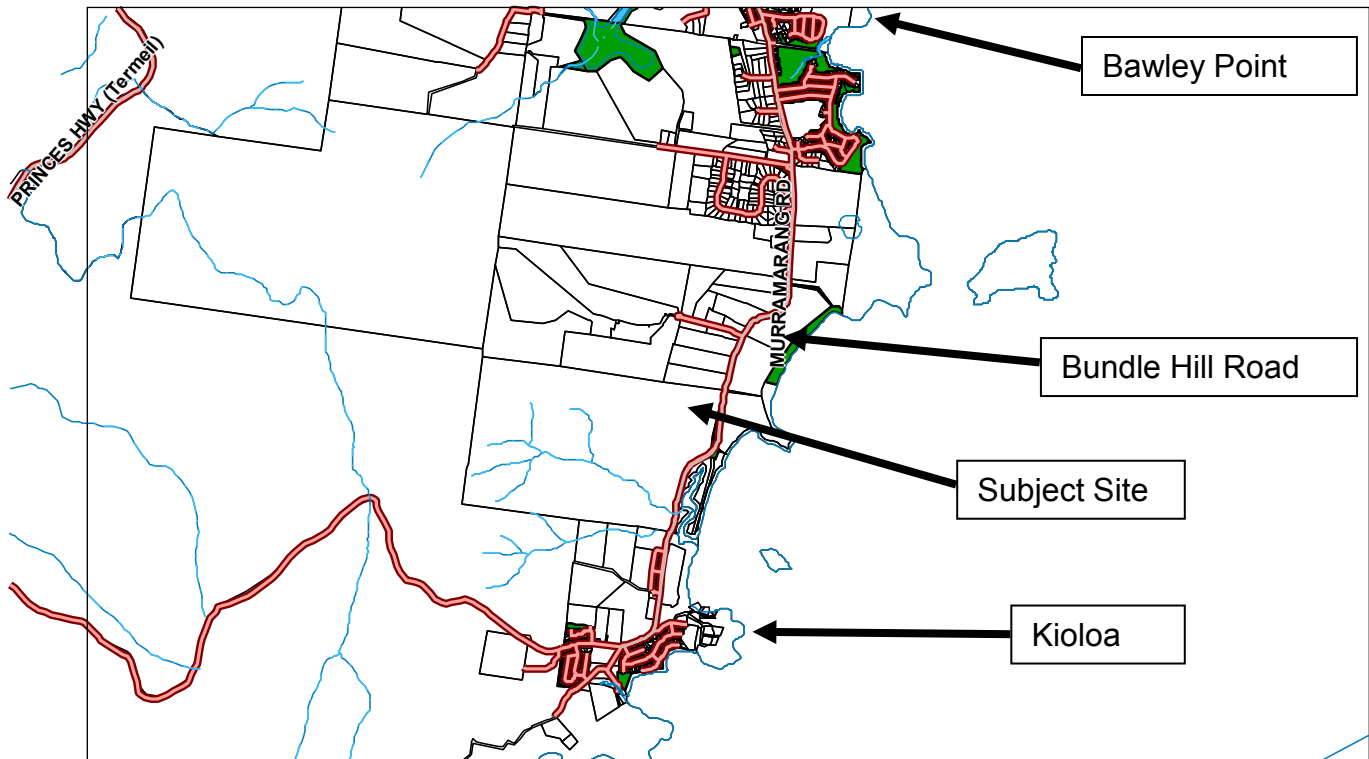 Bawley Point
PRINCES HWY (Termeil)
MURRAMARANG RD
Bundle Hill Road
Subject Site
Kioloa